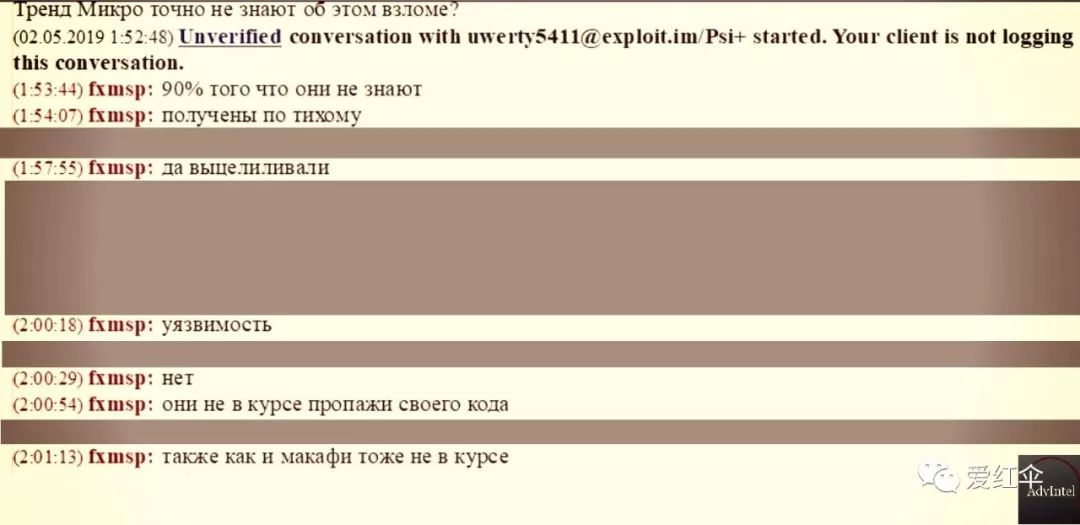 Тренд Микро точно не знают об этом взломе?
(02.05.2019 1:52:48) Unverified conversation with uwerty5411@exploit.im/Psi+ started. Your client is not logging
this conversation.
(1:53:44) fxmsp: 90% того что они не знают
(1:54:07) fxmsp: получены по тихому
(1:57:55) fxmsp: да выцелиливали
(2:00:18) fxmsp: уязвимость
(2:00:29) fxmsp: нет
(2:00:54) fxmsp: они не в курсе пропажи своего кода
(2:01:13) fxmsp: также как и макафи тоже не в курсе
爱红伞
AdvIntel